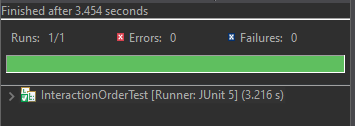 Finished after 3.454 seconds
Runs: 1/1 Errors: 0 Failures: 0
InteractionOrderTest [Runner: JUnit 5] (3.216 s)